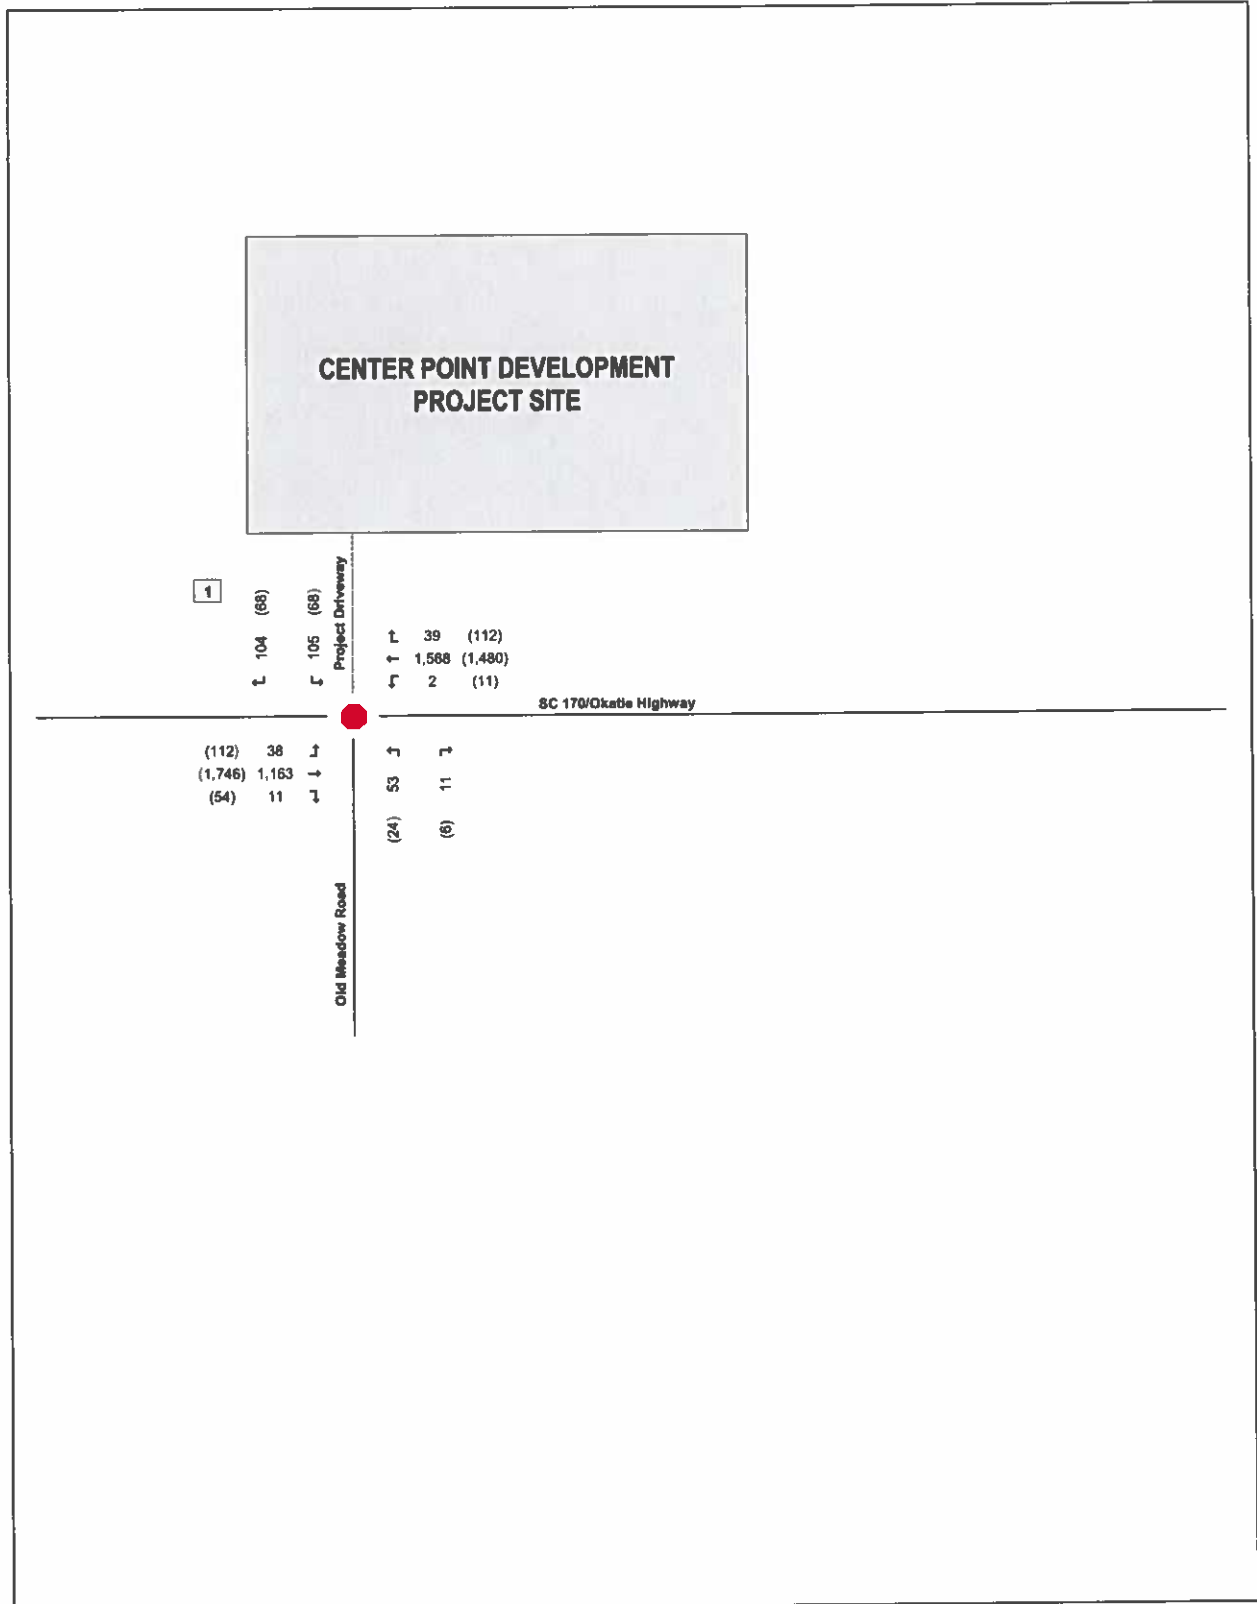 CENTER POINT DEVELOPMENT
PROJECT SITE
1
104 (68)
105 (68)
Project Driveway
39 (112)
1,568 (1,480)
2 (11)
SC 170/Okatie Highway
(112) 38
(1,746) 1,163
(54) 11
(24) 53
(6) 11
Old Meadow Road